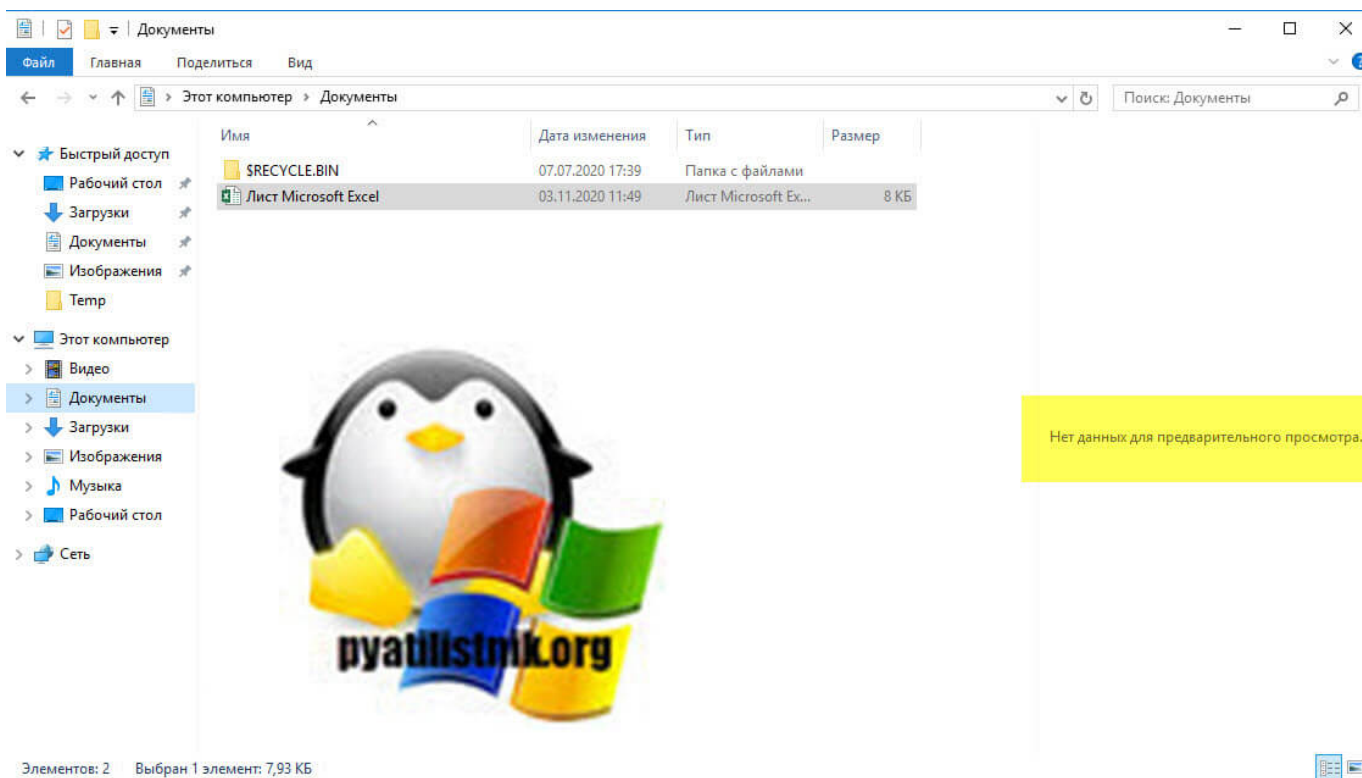 Документы
Файл Главная Поделиться Вид
Этот компьютер > Документы
Поиск: Документы
Имя Дата изменения Тип Размер
Быстрый доступ
Рабочий стол
Загрузки
Документы
Изображения
Temp
Этот компьютер
Видео
Документы
Загрузки
Изображения
Музыка
Рабочий стол
Сеть
$RECYCLE.BIN 07.07.2020 17:39 Папка с файлами
Лист Microsoft Excel 03.11.2020 11:49 Лист Microsoft Ex... 8 КБ
Нет данных для предварительного просмотра.
pyatilistnik.org
Элементов: 2 Выбран 1 элемент: 7,93 КБ